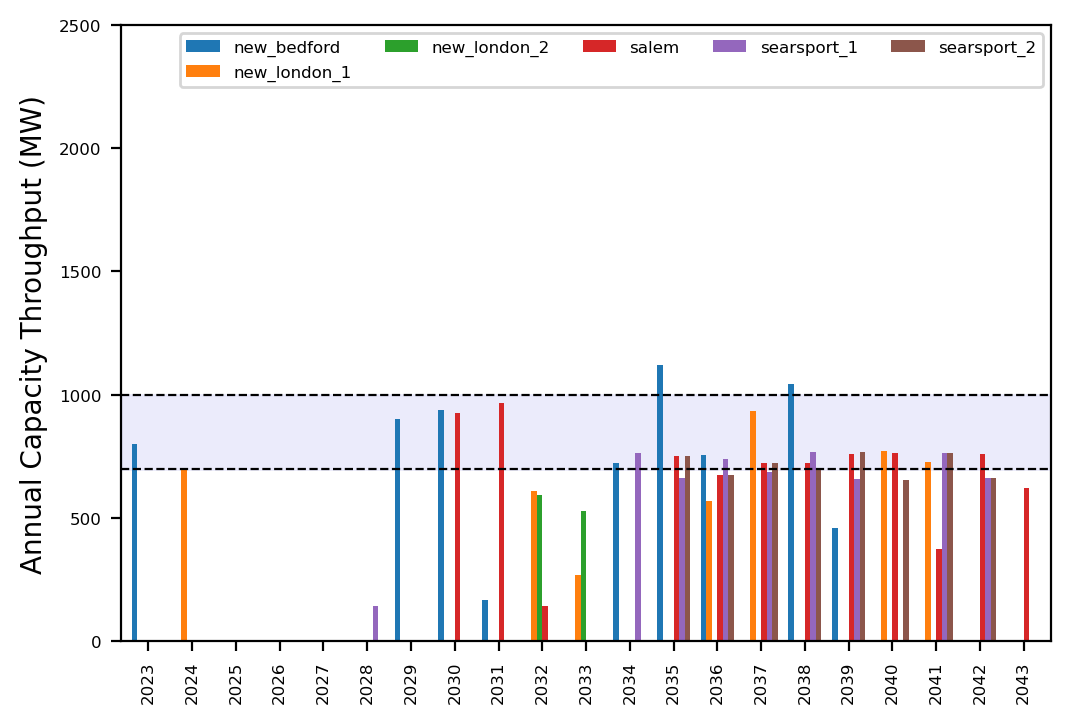 new_bedford new_london_2 salem searsport_1 searsport_2
new_london_1
Annual Capacity Throughput (MW)
2500
2000
1500
1000
500
0
2023 2024 2025 2026 2027 2028 2029 2030 2031 2032 2033 2034 2035 2036 2037 2038 2039 2040 2041 2042 2043